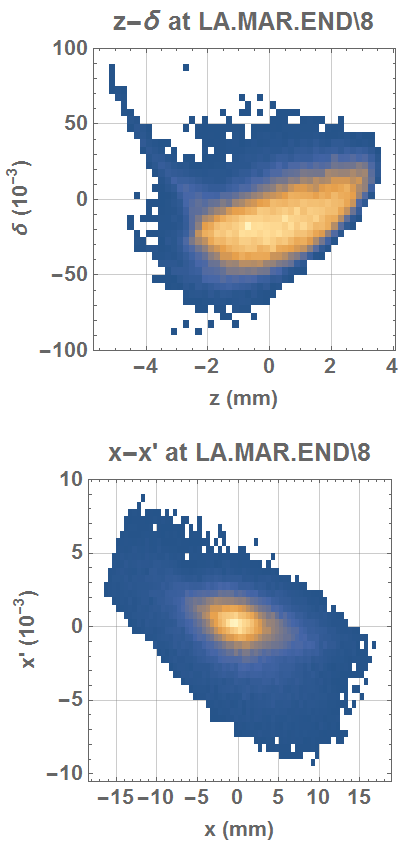 z−δ at LA.MAR.END\8
100
50
0
−50
−100
δ (10⁻³)
−4 −2 0 2 4
z (mm)
x−x' at LA.MAR.END\8
10
5
0
−5
−10
x' (10⁻³)
−15 −10 −5 0 5 10 15
x (mm)